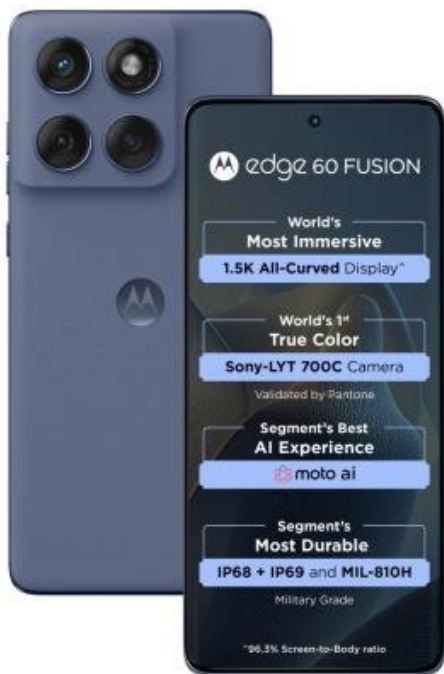 edge 60 FUSION
World's
Most Immersive
1.5K All-Curved Display^
World's 1st
True Color
Sony-LYT 700C Camera
Validated by Pantone
Segment's Best
AI Experience
moto ai
Segment's
Most Durable
IP68 + IP69 and MIL-810H
Military Grade
^96.3% Screen-to-Body ratio